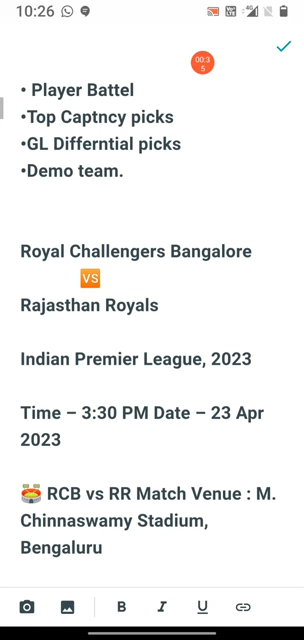 10:26
00:35
• Player Battel
•Top Captncy picks
•GL Differntial picks
•Demo team.
Royal Challengers Bangalore
VS
Rajasthan Royals
Indian Premier League, 2023
Time – 3:30 PM Date – 23 Apr
2023
RCB vs RR Match Venue : M.
Chinnaswamy Stadium,
Bengaluru
B I U